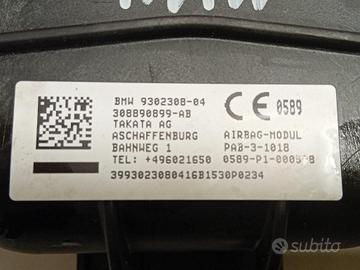 BMW 9302308-04
308890899-AB
TAKATA AG
ASCHAFFENBURG
BAHNWEG 1
TEL: +496021650
CE 0589
AIRBAG-MODUL
PAB-3-1018
3993023080416B1530P0234
subito